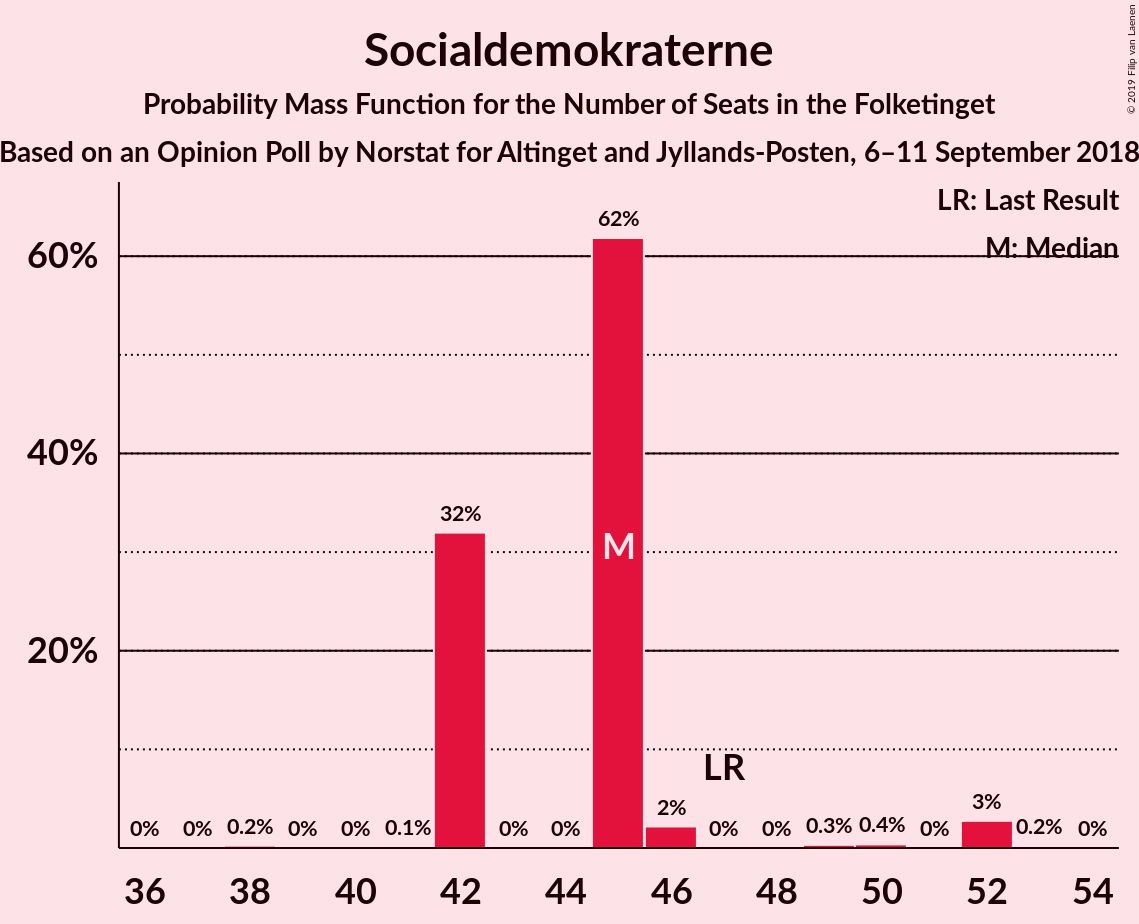 Socialdemokraterne
Probability Mass Function for the Number of Seats in the Folketinget
Based on an Opinion Poll by Norstat for Altinget and Jyllands-Posten, 6–11 September 2018
© 2019 Filip van Laenen
LR: Last Result
M: Median
60%
40%
20%
0% 0% 0.2% 0% 0% 0.1% 32% 0% 0% 62% 2% 0% 0% 0.3% 0.4% 0% 3% 0.2% 0%
M
LR
36 38 40 42 44 46 48 50 52 54